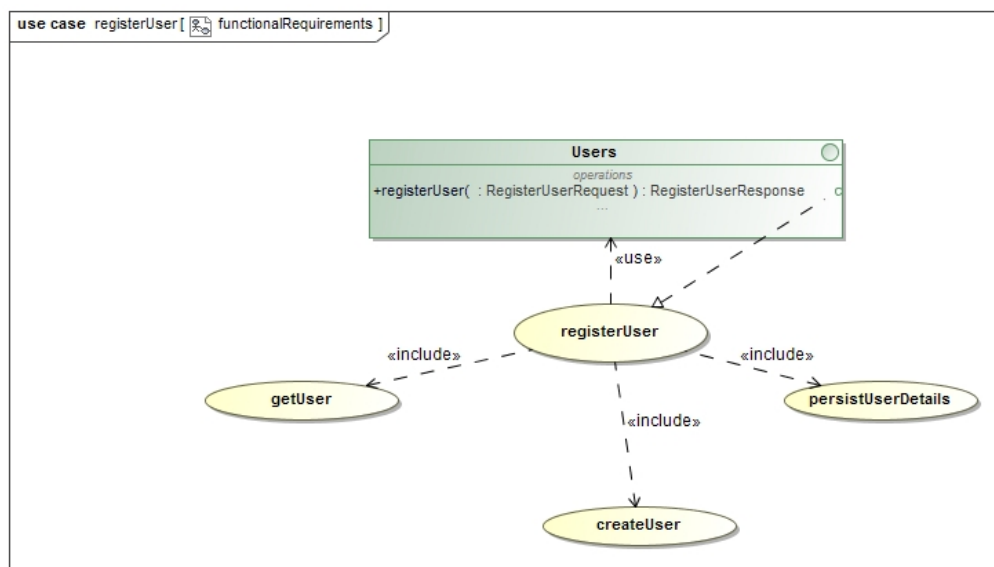 use case registerUser [ functionalRequirements ]
Users
operations
+registerUser( : RegisterUserRequest ) : RegisterUserResponse
...
«use»
registerUser
«include»
«include»
getUser
persistUserDetails
«include»
createUser